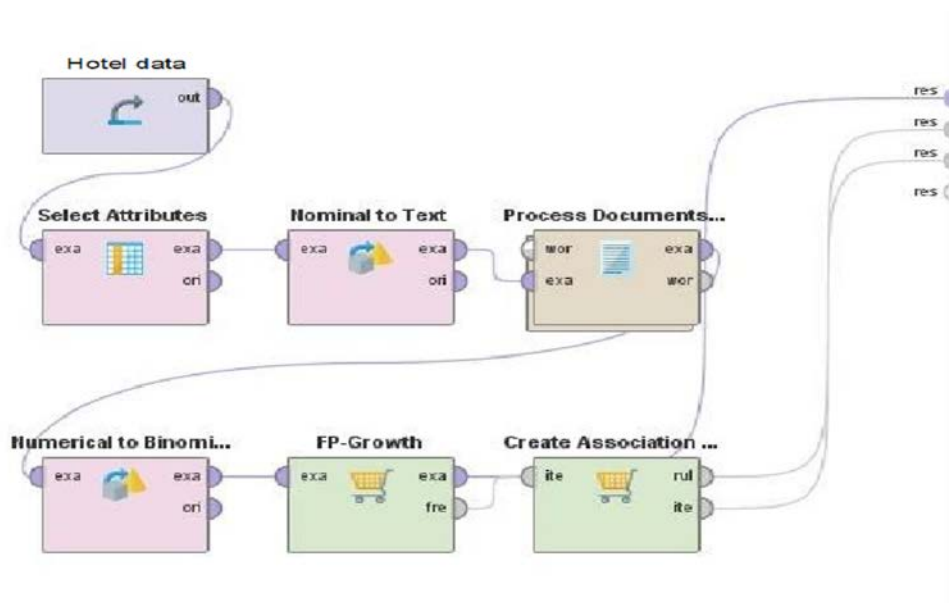 Hotel data
out
res
res
res
res
Select Attributes
exa exa
ori
Nominal to Text
exa exa
ori
Process Documents...
wor exa
exa wor
Numerical to Binomi...
exa exa
ori
FP-Growth
exa exa
fre
Create Association ...
ite rul
ite